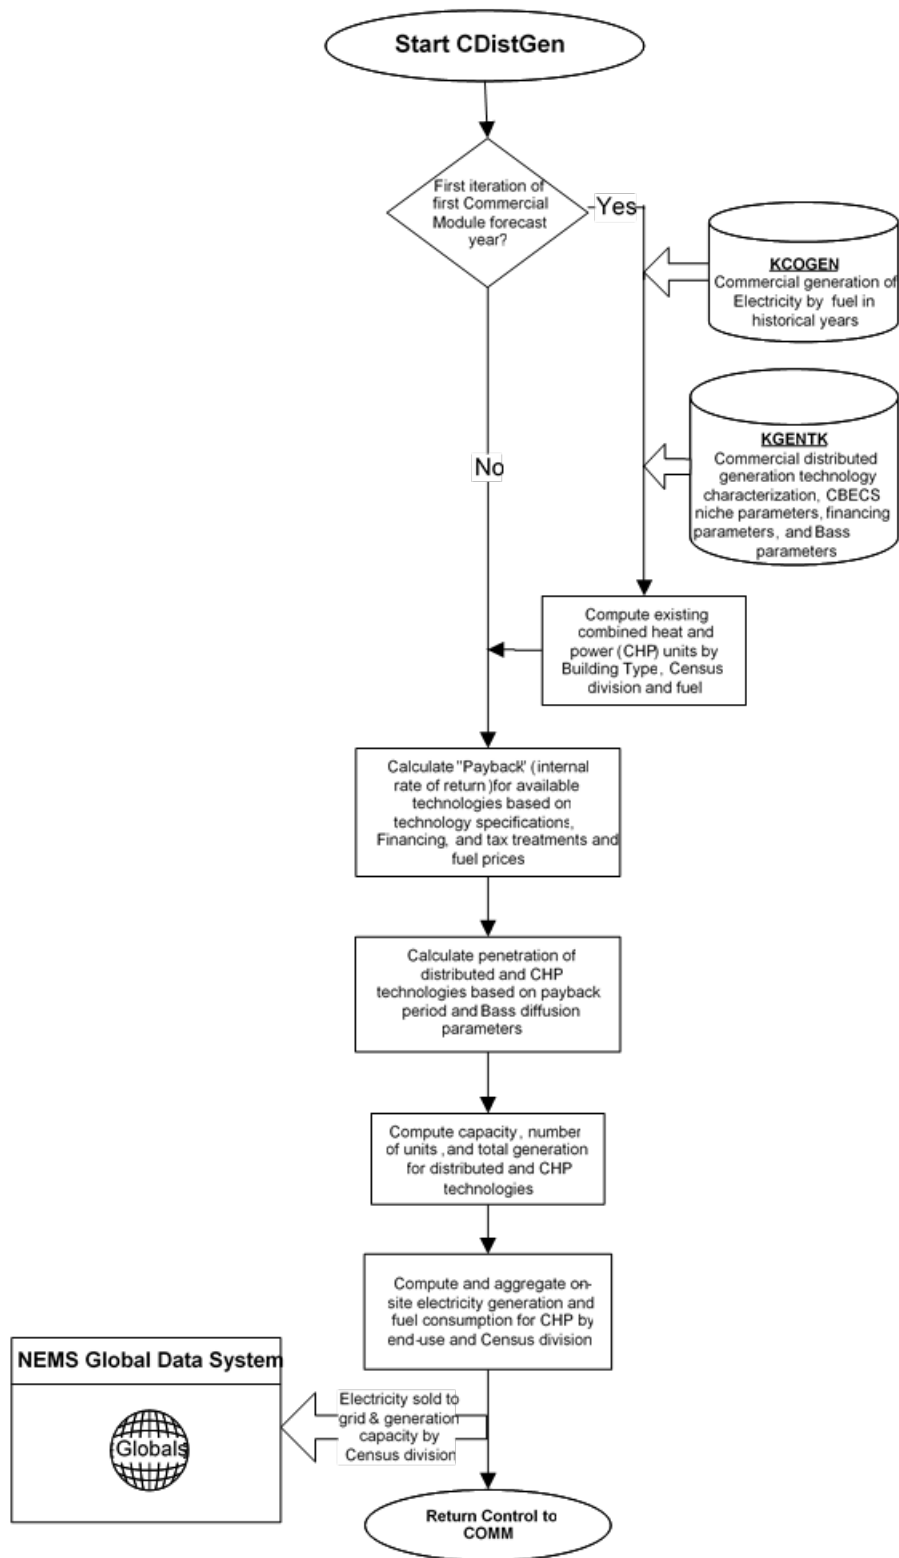 Start CDistGen
First iteration of
first Commercial
Module forecast
year?
Yes
KCOGEN
Commercial generation of
Electricity by fuel in
historical years
KGENTK
Commercial distributed
generation technology
characterization, CBECS
niche parameters, financing
parameters, and Bass
parameters
No
Compute existing
combined heat and
power (CHP) units by
Building Type, Census
division and fuel
Calculate "Payback' (internal
rate of return )for available
technologies based on
technology specifications,
Financing, and tax treatments and
fuel prices
Calculate penetration of
distributed and CHP
technologies based on payback
period and Bass diffusion
parameters
Compute capacity, number
of units ,and total generation
for distributed and CHP
technologies
Compute and aggregate on-
site electricity generation and
fuel consumption for CHP by
end-use and Census division
NEMS Global Data System
Globals
Electricity sold to
grid & generation
capacity by
Census division
Return Control to
COMM